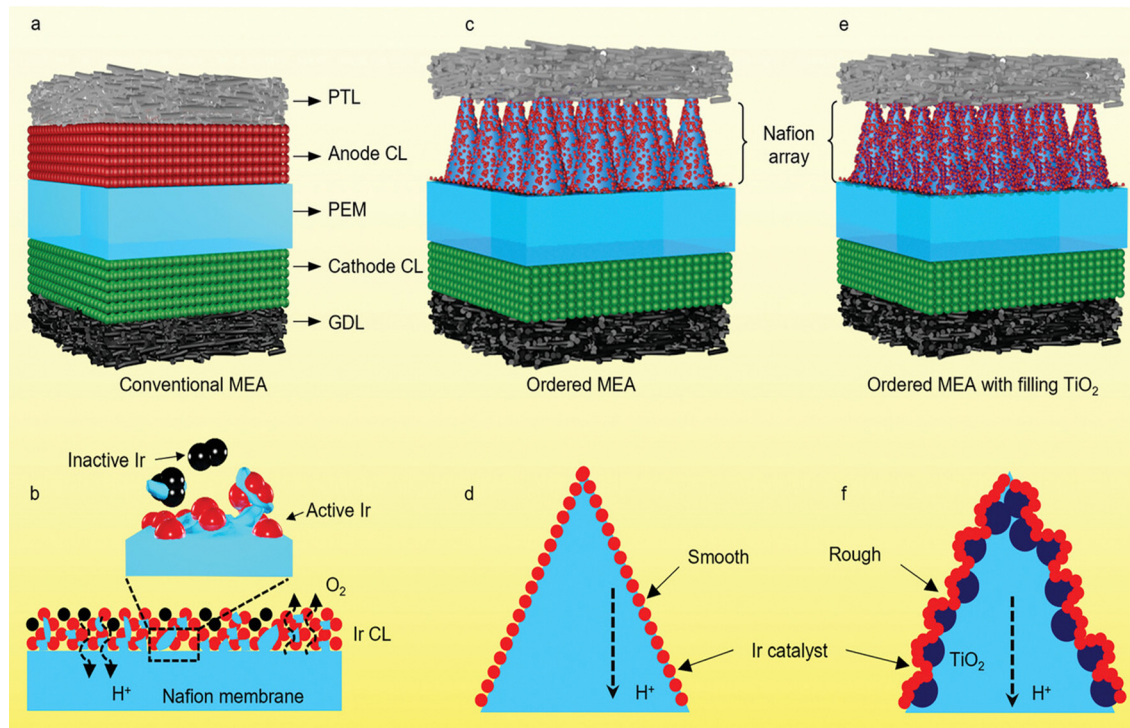 a
PTL
Anode CL
PEM
Cathode CL
GDL
Conventional MEA
c
Nafion
array
Ordered MEA
e
Ordered MEA with filling TiO₂
b
Inactive Ir
Active Ir
O₂
Ir CL
H⁺
Nafion membrane
d
Smooth
Ir catalyst
H⁺
f
Rough
TiO₂
H⁺